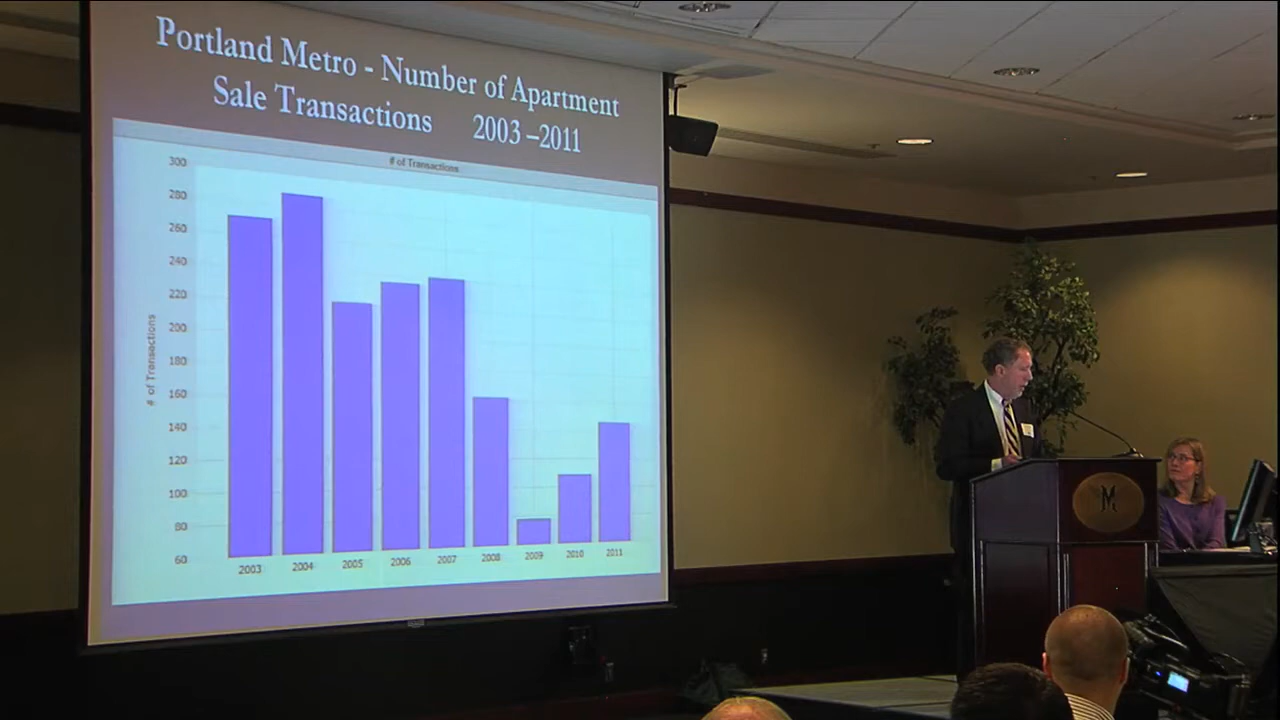 Portland Metro - Number of Apartment
Sale Transactions 2003 –2011
# of Transactions
300
280
260
240
220
200
180
160
140
120
100
80
60
# of Transactions
2003 2004 2005 2006 2007 2008 2009 2010 2011
M